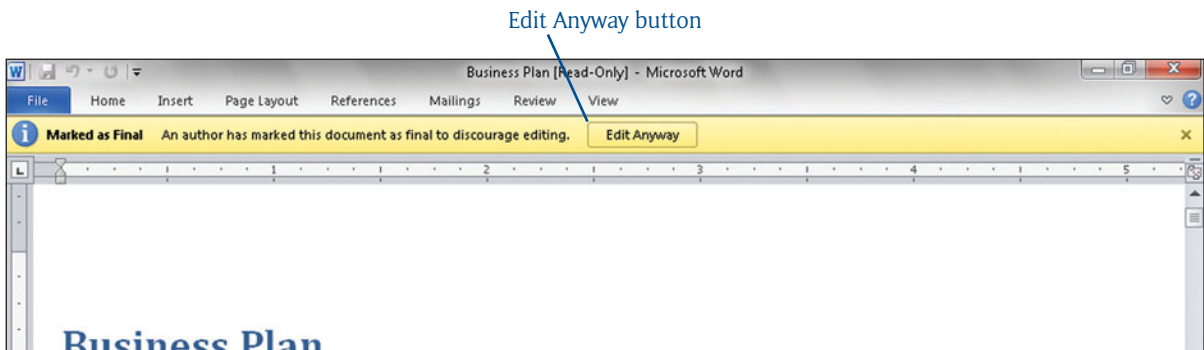 Edit Anyway button
W Business Plan [Read-Only] - Microsoft Word
File Home Insert Page Layout References Mailings Review View
Marked as Final An author has marked this document as final to discourage editing. Edit Anyway
L 1 2 3 4 5
Business Plan